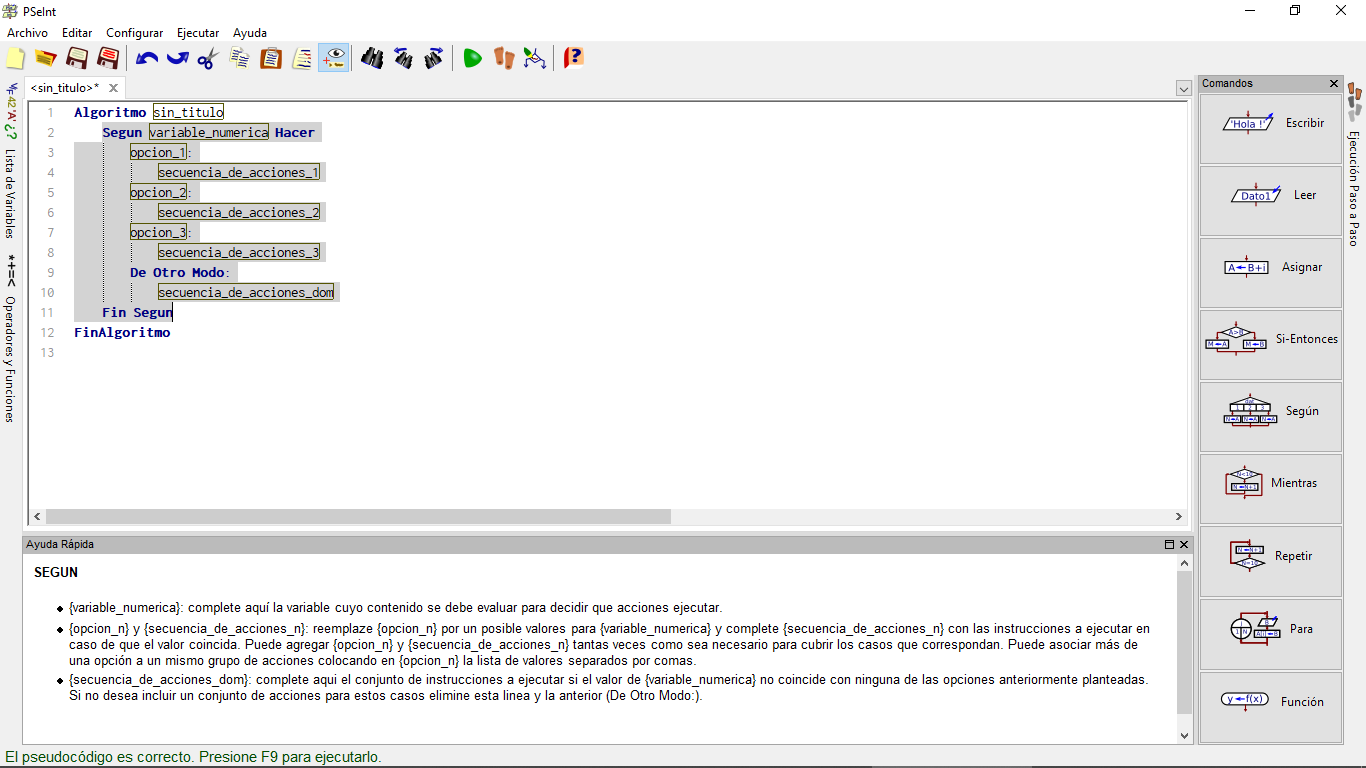 PSeInt
Archivo Editar Configurar Ejecutar Ayuda
<sin_titulo>*
42 'A' ¿?
Lista de Variables
*+=<
Operadores y Funciones
1 Algoritmo sin_titulo
2 Segun variable_numerica Hacer
3 opcion_1:
4 secuencia_de_acciones_1
5 opcion_2:
6 secuencia_de_acciones_2
7 opcion_3:
8 secuencia_de_acciones_3
9 De Otro Modo:
10 secuencia_de_acciones_dom
11 Fin Segun
12 FinAlgoritmo
13
Comandos
'Hola !' Escribir
Dato1 Leer
A←B+i Asignar
A>B M←A M←B Si-Entonces
dat 1 2 3 N←A N←A N←A Según
N<10 N←N+1 Mientras
N←N+1 N=10 Repetir
Para
y←f(x) Función
Ejecución Paso a Paso
Ayuda Rápida
SEGUN
{variable_numerica}: complete aquí la variable cuyo contenido se debe evaluar para decidir que acciones ejecutar.
{opcion_n} y {secuencia_de_acciones_n}: reemplaze {opcion_n} por un posible valores para {variable_numerica} y complete {secuencia_de_acciones_n} con las instrucciones a ejecutar en
caso de que el valor coincida. Puede agregar {opcion_n} y {secuencia_de_acciones_n} tantas veces como sea necesario para cubrir los casos que correspondan. Puede asociar más de
una opción a un mismo grupo de acciones colocando en {opcion_n} la lista de valores separados por comas.
{secuencia_de_acciones_dom}: complete aqui el conjunto de instrucciones a ejecutar si el valor de {variable_numerica} no coincide con ninguna de las opciones anteriormente planteadas.
Si no desea incluir un conjunto de acciones para estos casos elimine esta linea y la anterior (De Otro Modo:).
El pseudocódigo es correcto. Presione F9 para ejecutarlo.